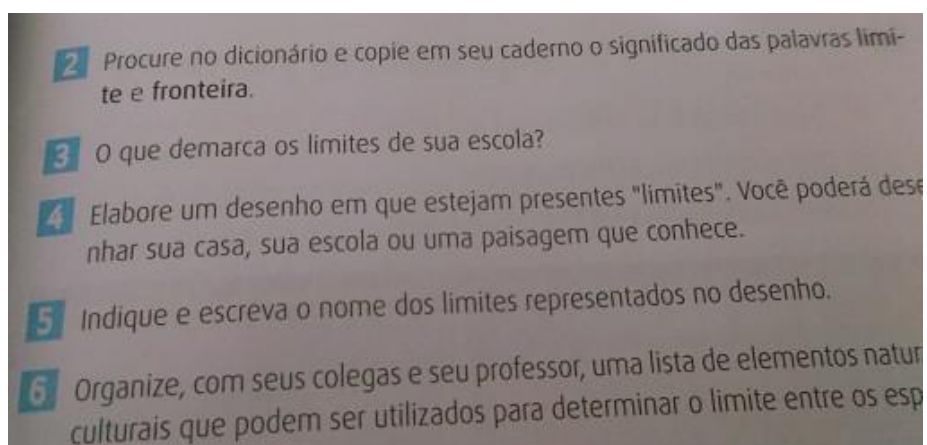 2 Procure no dicionário e copie em seu caderno o significado das palavras limi-
te e fronteira.
3 O que demarca os limites de sua escola?
4 Elabore um desenho em que estejam presentes "limites". Você poderá dese
nhar sua casa, sua escola ou uma paisagem que conhece.
5 Indique e escreva o nome dos limites representados no desenho.
6 Organize, com seus colegas e seu professor, uma lista de elementos natur
culturais que podem ser utilizados para determinar o limite entre os esp